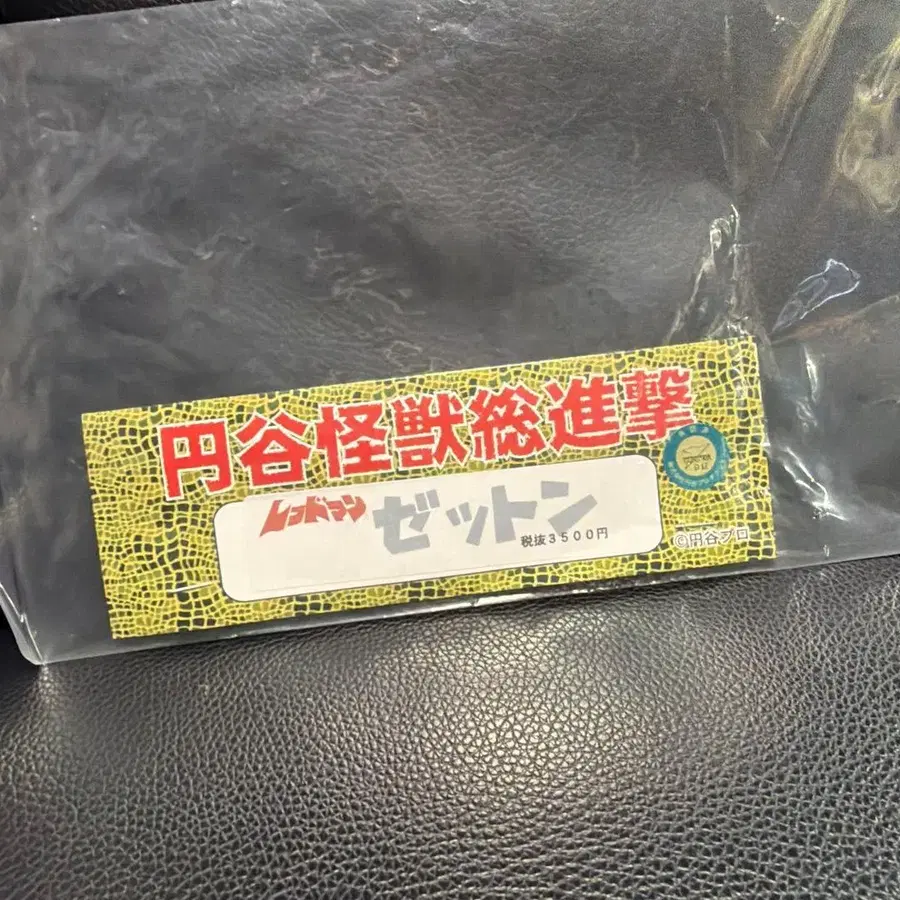 円谷怪獣総進撃
レッドマン ゼットン
税抜3500円
©円谷プロ